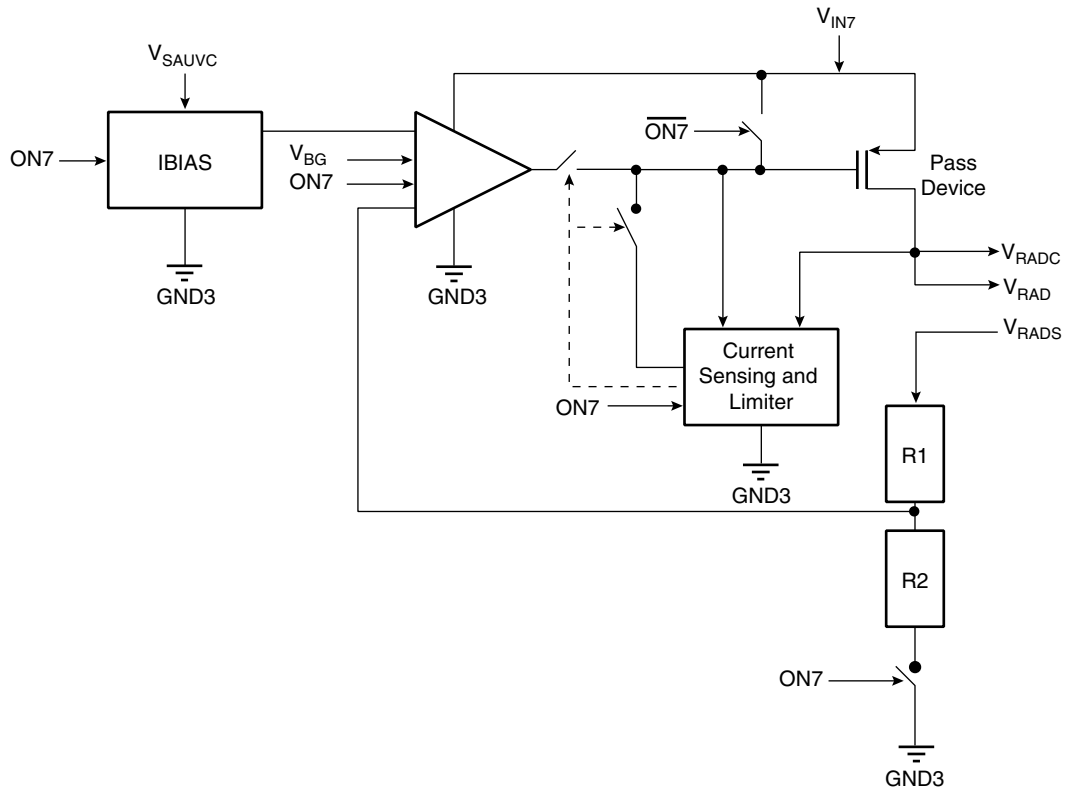 V_IN7
V_SAUVC
ON7
IBIAS
V_BG
ON7
GND3
GND3
O̅N̅7̅
Pass
Device
V_RADC
V_RAD
V_RADS
Current
Sensing and
Limiter
ON7
GND3
R1
R2
ON7
GND3